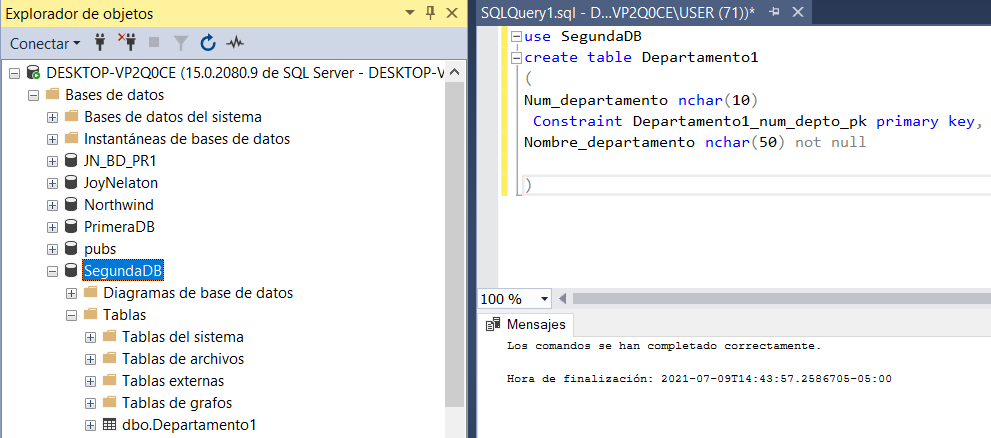 Explorador de objetos
Conectar
DESKTOP-VP2Q0CE (15.0.2080.9 de SQL Server - DESKTOP-V
Bases de datos
Bases de datos del sistema
Instantáneas de bases de datos
JN_BD_PR1
JoyNelaton
Northwind
PrimeraDB
pubs
SegundaDB
Diagramas de base de datos
Tablas
Tablas del sistema
Tablas de archivos
Tablas externas
Tablas de grafos
dbo.Departamento1
SQLQuery1.sql - D...VP2Q0CE\USER (71))*
use SegundaDB
create table Departamento1
(
Num_departamento nchar(10)
Constraint Departamento1_num_depto_pk primary key,
Nombre_departamento nchar(50) not null
)
100 %
Mensajes
Los comandos se han completado correctamente.
Hora de finalización: 2021-07-09T14:43:57.2586705-05:00